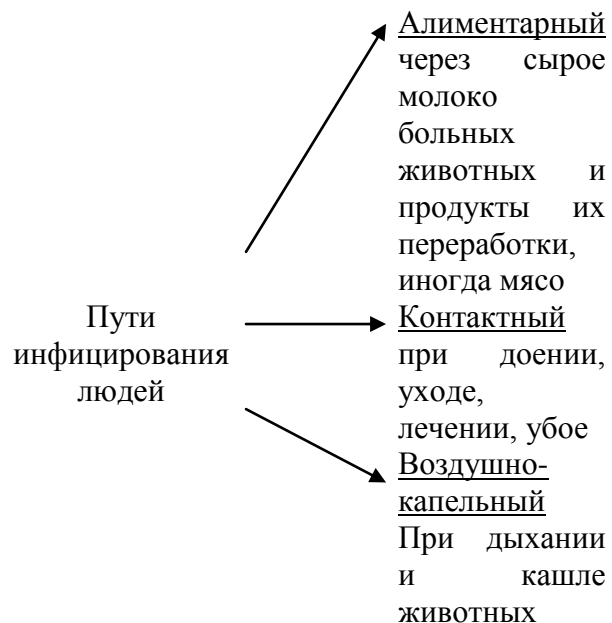 Пути
инфицирования
людей
Алиментарный
через сырое
молоко
больных
животных и
продукты их
переработки,
иногда мясо
Контактный
при доении,
уходе,
лечении, убое
Воздушно-
капельный
При дыхании
и кашле
животных